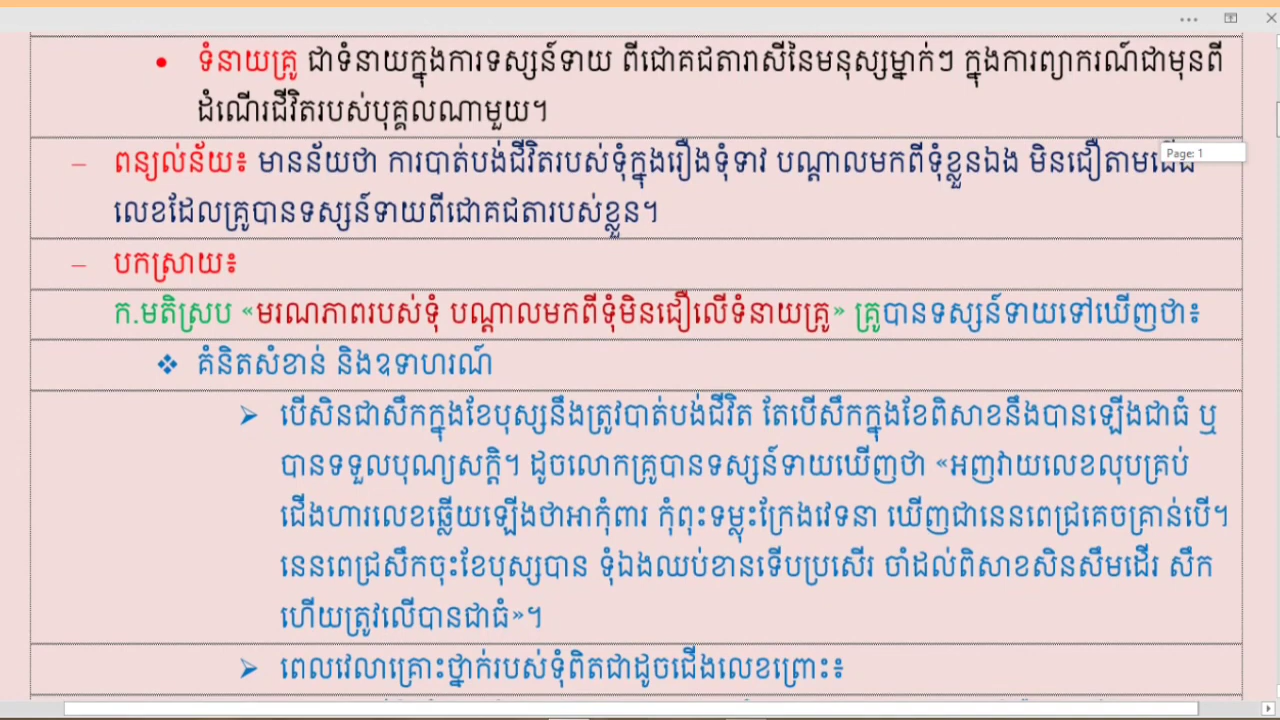 • ទំនាយគ្រូ ជាទំនាយក្នុងការទស្សន៍ទាយ ពីជោគជតារាសីនៃមនុស្សម្នាក់ៗ ក្នុងការព្យាករណ៍ជាមុនពី
ដំណើរជីវិតរបស់បុគ្គលណាមួយ។
– ពន្យល់ន័យ៖ មានន័យថា ការបាត់បង់ជីវិតរបស់ទុំក្នុងរឿងទុំទាវ បណ្តាលមកពីទុំខ្លួនឯង មិនជឿតាមជើង
Page: 1
លេខដែលគ្រូបានទស្សន៍ទាយពីជោគជតារបស់ខ្លួន។
– បកស្រាយ៖
ក.មតិស្រប «មរណភាពរបស់ទុំ បណ្តាលមកពីទុំមិនជឿលើទំនាយគ្រូ» គ្រូបានទស្សន៍ទាយទៅឃើញថា៖
❖ គំនិតសំខាន់ និងឧទាហរណ៍
➢ បើសិនជាសឹកក្នុងខែបុស្សនឹងត្រូវបាត់បង់ជីវិត តែបើសឹកក្នុងខែពិសាខនឹងបានឡើងជាធំ ឬ
បានទទួលបុណ្យសក្តិ។ ដូចលោកគ្រូបានទស្សន៍ទាយឃើញថា «អញវាយលេខលុបគ្រប់
ជើងហារលេខឆ្លើយឡើងថាអាកុំពារ កុំពុះទម្លុះក្រែងវេទនា ឃើញជានេនពេជ្រគេចគ្រាន់បើ។
នេនពេជ្រសឹកចុះខែបុស្សបាន ទុំឯងឈប់ខានទើបប្រសើរ ចាំដល់ពិសាខសិនសឹមដើរ សឹក
ហើយត្រូវលើបានជាធំ»។
➢ ពេលវេលាគ្រោះថ្នាក់របស់ទុំពិតជាដូចជើងលេខព្រោះ៖